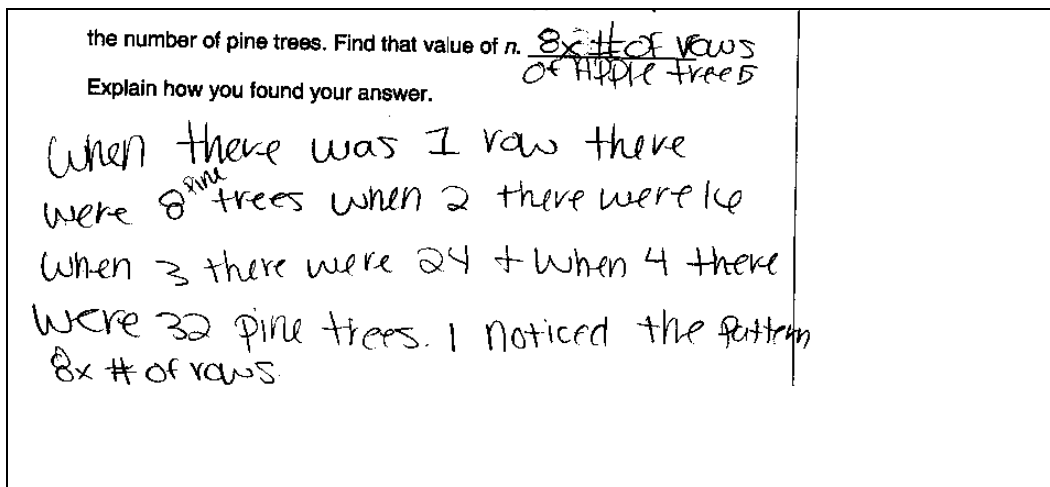 the number of pine trees. Find that value of n. 8x # of rows
of Apple trees
Explain how you found your answer.
When there was 1 row there
were 8 pine trees when 2 there were 16
when 3 there were 24 + when 4 there
were 32 pine trees. I noticed the pattern
8x # of rows.